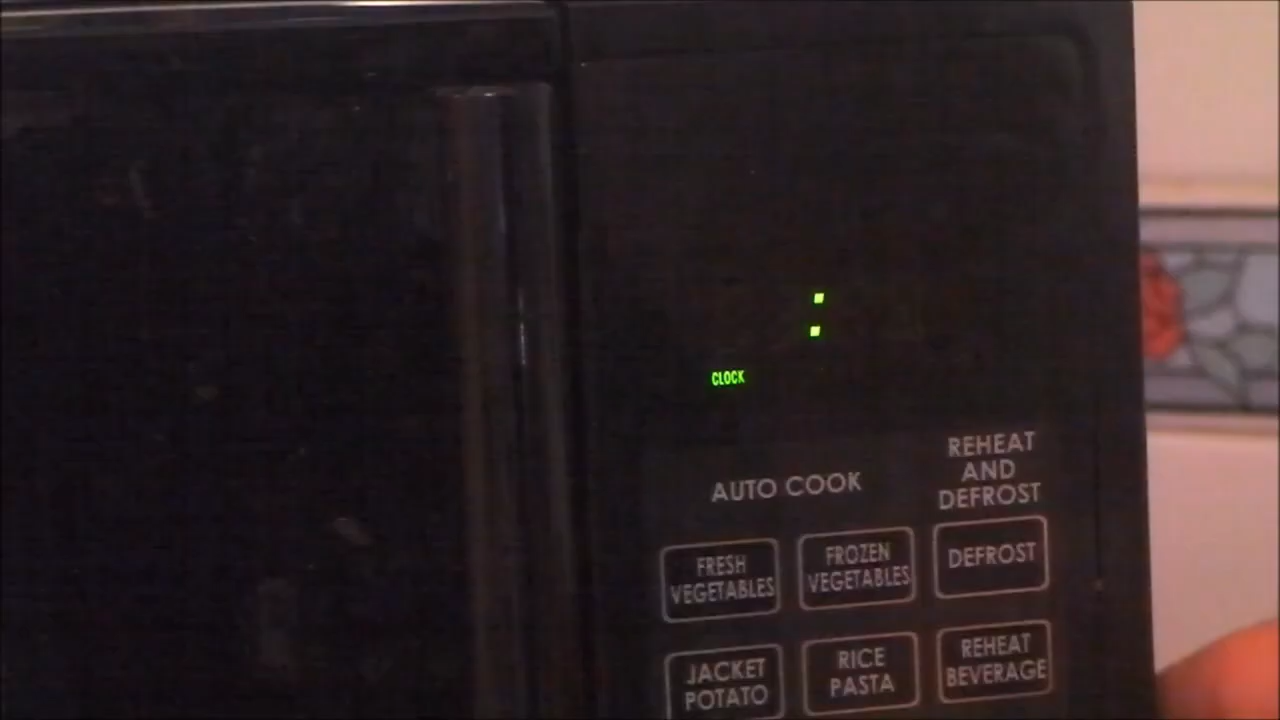 :
CLOCK
AUTO COOK
REHEAT
AND
DEFROST
FRESH
VEGETABLES
FROZEN
VEGETABLES
DEFROST
JACKET
POTATO
RICE
PASTA
REHEAT
BEVERAGE